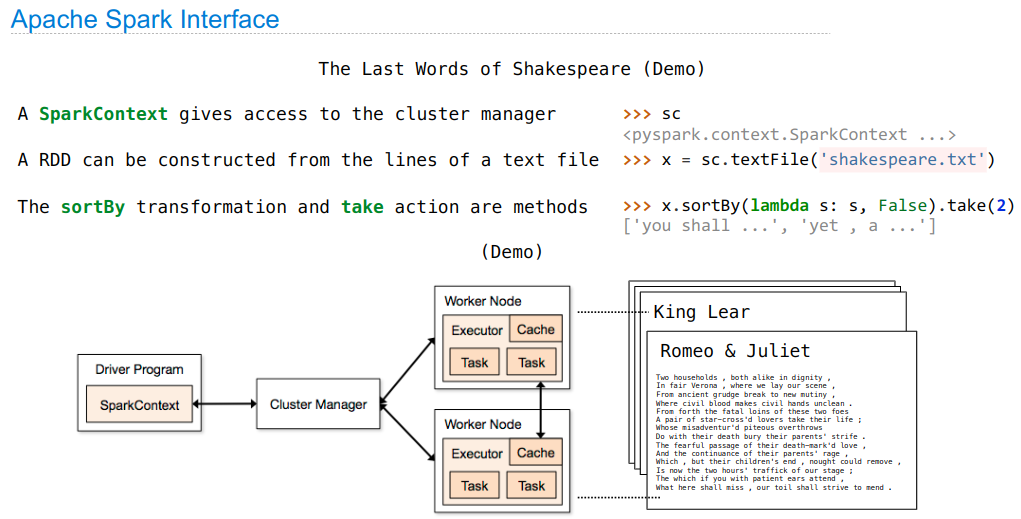 Apache Spark Interface
The Last Words of Shakespeare (Demo)
A SparkContext gives access to the cluster manager
>>> sc
<pyspark.context.SparkContext ...>
A RDD can be constructed from the lines of a text file
>>> x = sc.textFile('shakespeare.txt')
The sortBy transformation and take action are methods
>>> x.sortBy(lambda s: s, False).take(2)
['you shall ...', 'yet , a ...']
(Demo)
Driver Program
SparkContext
Cluster Manager
Worker Node
Executor
Cache
Task
Task
Worker Node
Executor
Cache
Task
Task
King Lear
Romeo & Juliet
Two households , both alike in dignity ,
In fair Verona , where we lay our scene ,
From ancient grudge break to new mutiny ,
Where civil blood makes civil hands unclean .
From forth the fatal loins of these two foes
A pair of star-cross'd lovers take their life ;
Whose misadventur'd piteous overthrows
Do with their death bury their parents' strife .
The fearful passage of their death-mark'd love ,
And the continuance of their parents' rage ,
Which , but their children's end , nought could remove ,
Is now the two hours' traffick of our stage ;
The which if you with patient ears attend ,
What here shall miss , our toil shall strive to mend .